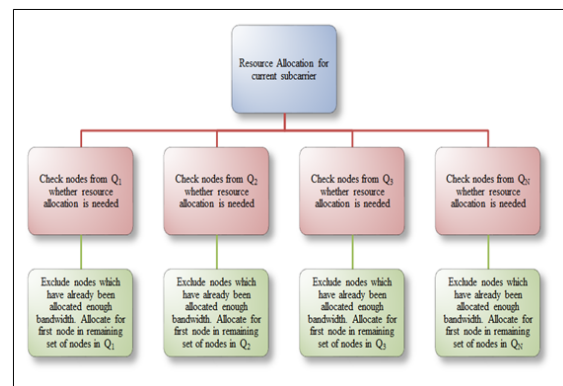 Resource Allocation for
current subcarrier
Check nodes from Q1
whether resource
allocation is needed
Check nodes from Q2
whether resource
allocation is needed
Check nodes from Q3
whether resource
allocation is needed
Check nodes from QN
whether resource
allocation is needed
Exclude nodes which
have already been
allocated enough
bandwidth. Allocate for
first node in remaining
set of nodes in Q1
Exclude nodes which
have already been
allocated enough
bandwidth. Allocate for
first node in remaining
set of nodes in Q2
Exclude nodes which
have already been
allocated enough
bandwidth. Allocate for
first node in remaining
set of nodes in Q3
Exclude nodes which
have already been
allocated enough
bandwidth. Allocate for
first node in remaining
set of nodes in QN